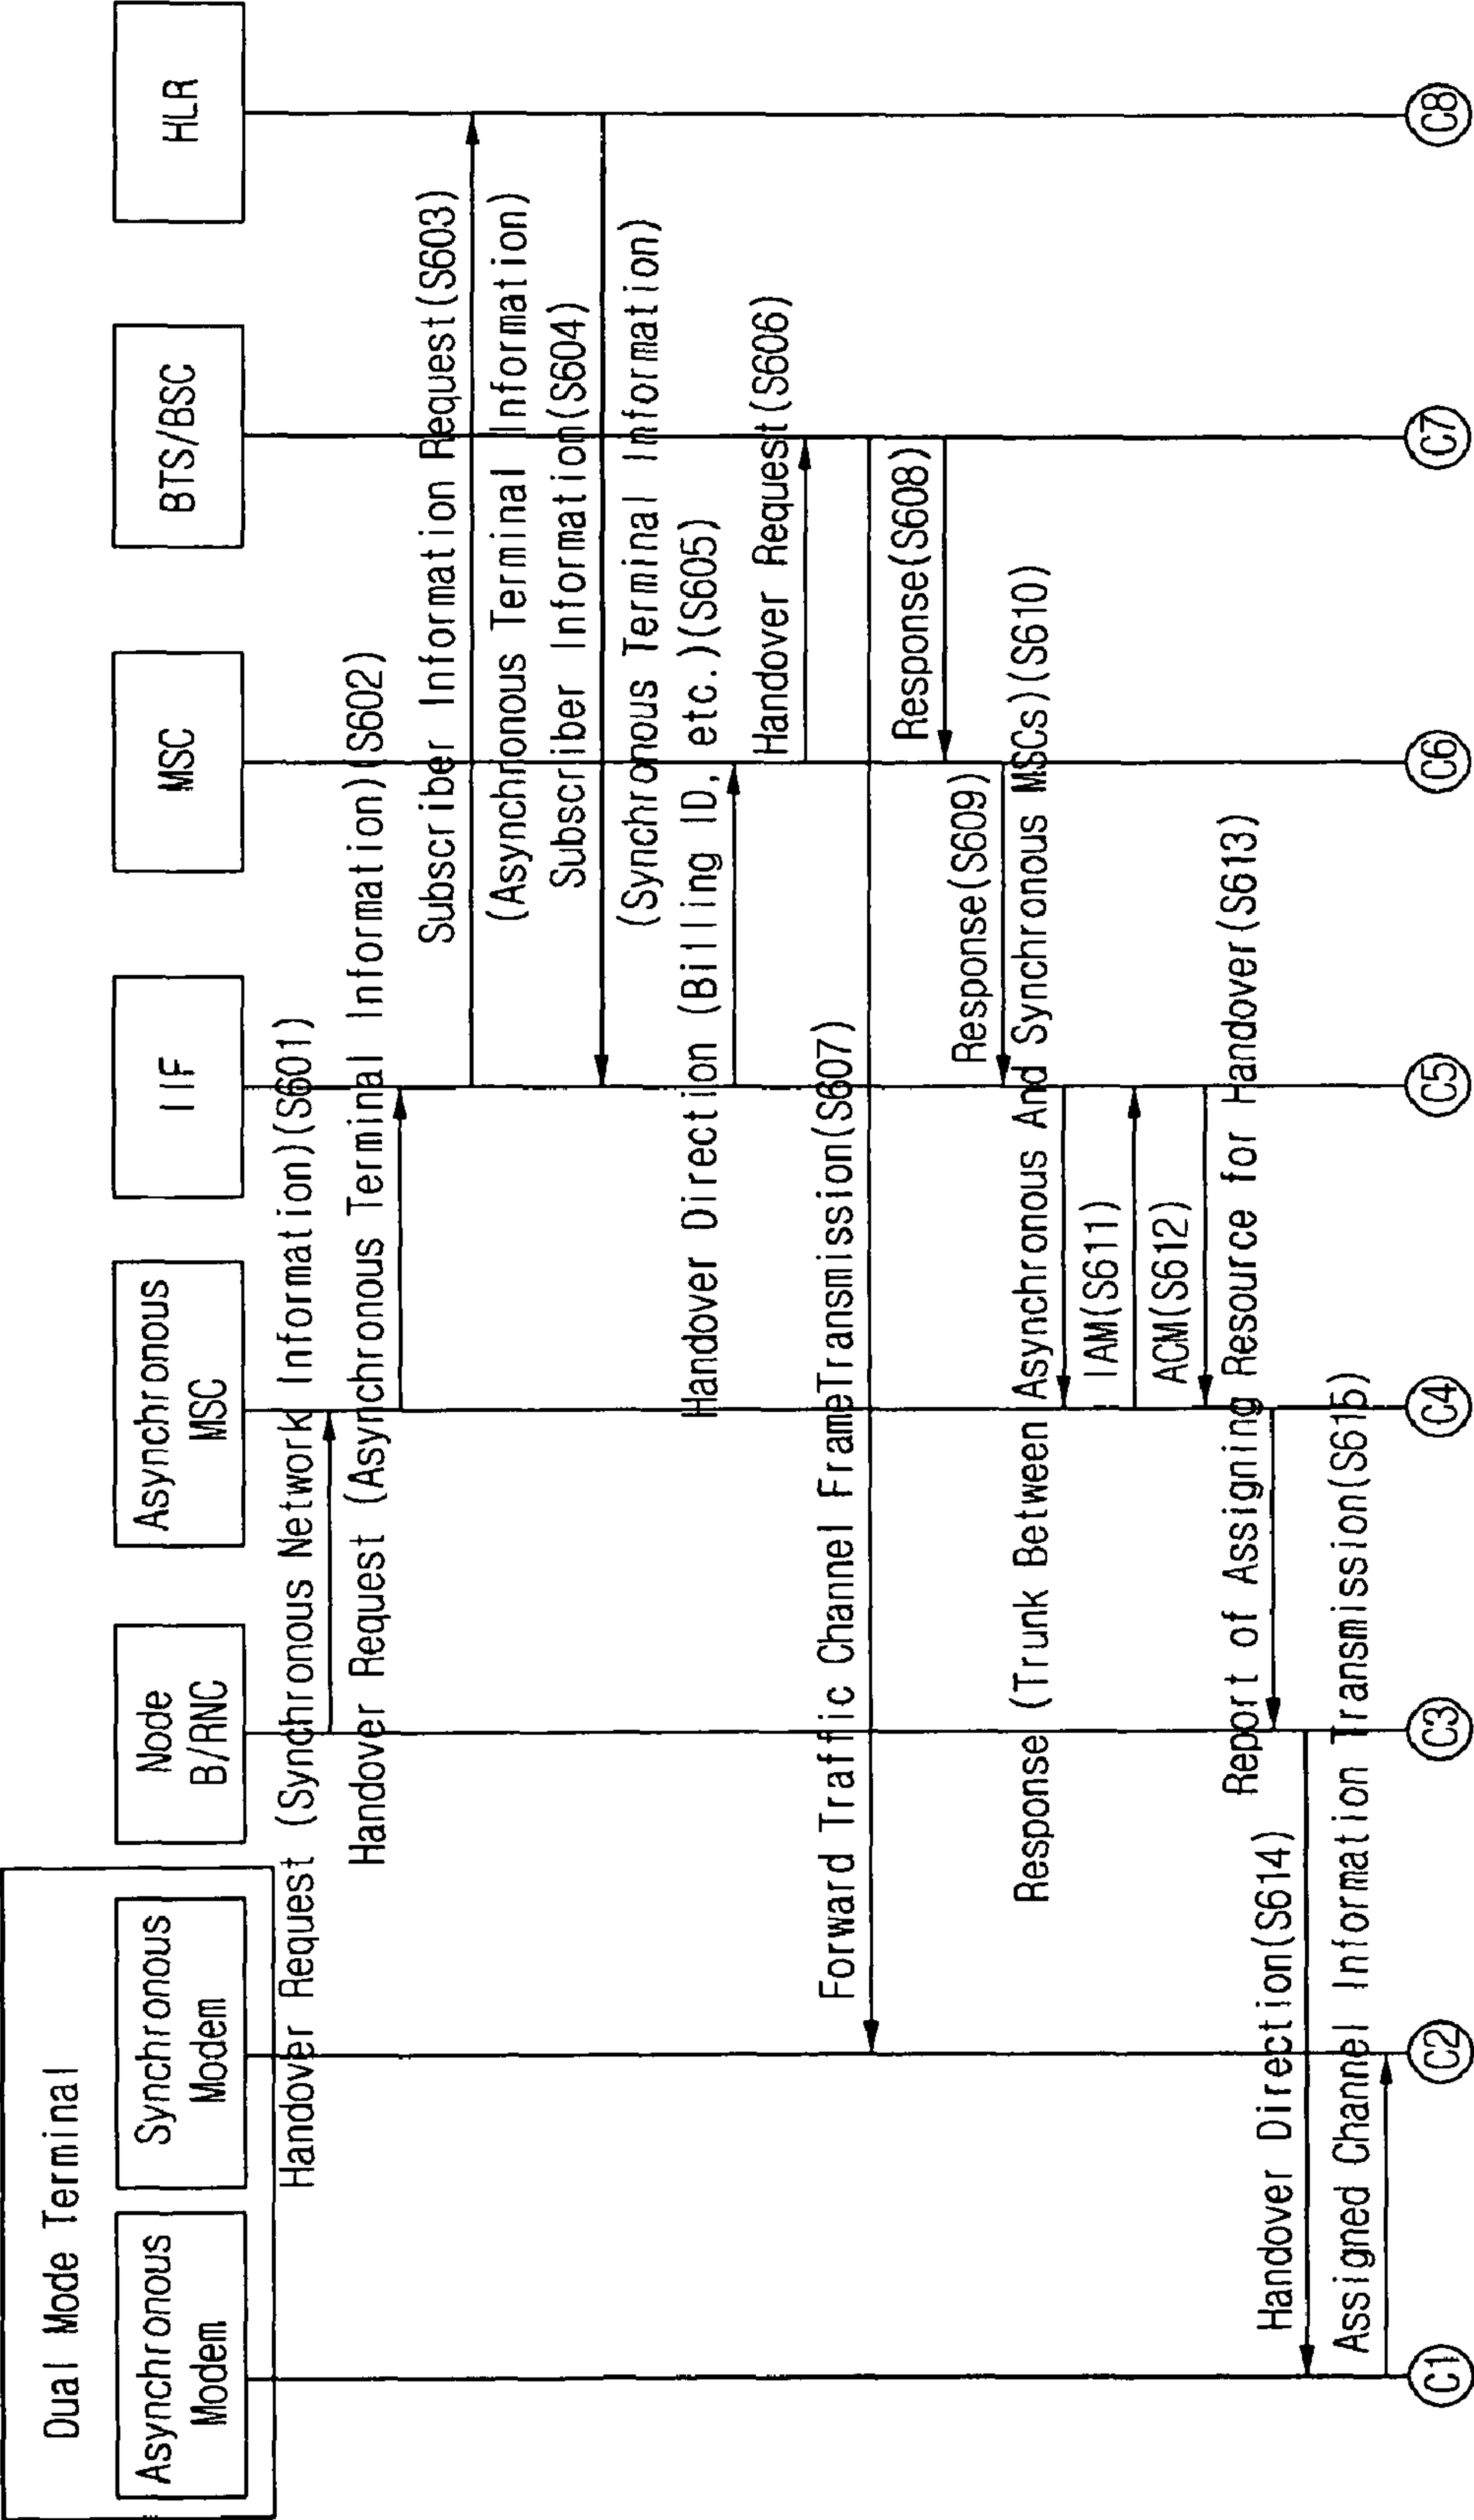 Dual Mode Terminal
Asynchronous
Modem
Synchronous
Modem
Node
B/RNC
Asynchronous
MSC
IIF
MSC
BTS/BSC
HLR
Handover Request (Synchronous Network Information)(S601)
Handover Request (Asynchronous Terminal Information)(S602)
Subscriber Information Request(S603)
(Asynchronous Terminal Information)
Subscriber Information(S604)
(Synchronous Terminal Information)
Handover Direction (Billing ID, etc.)(S605)
Handover Request(S606)
Forward Traffic Channel FrameTransmission(S607)
Response(S608)
Response(S609)
Response (Trunk Between Asynchronous And Synchronous MSCs)(S610)
IAM(S611)
ACM(S612)
Report of Assigning Resource for Handover(S613)
Handover Direction(S614)
Assigned Channel Information Transmission(S615)
C1
C2
C3
C4
C5
C6
C7
C8